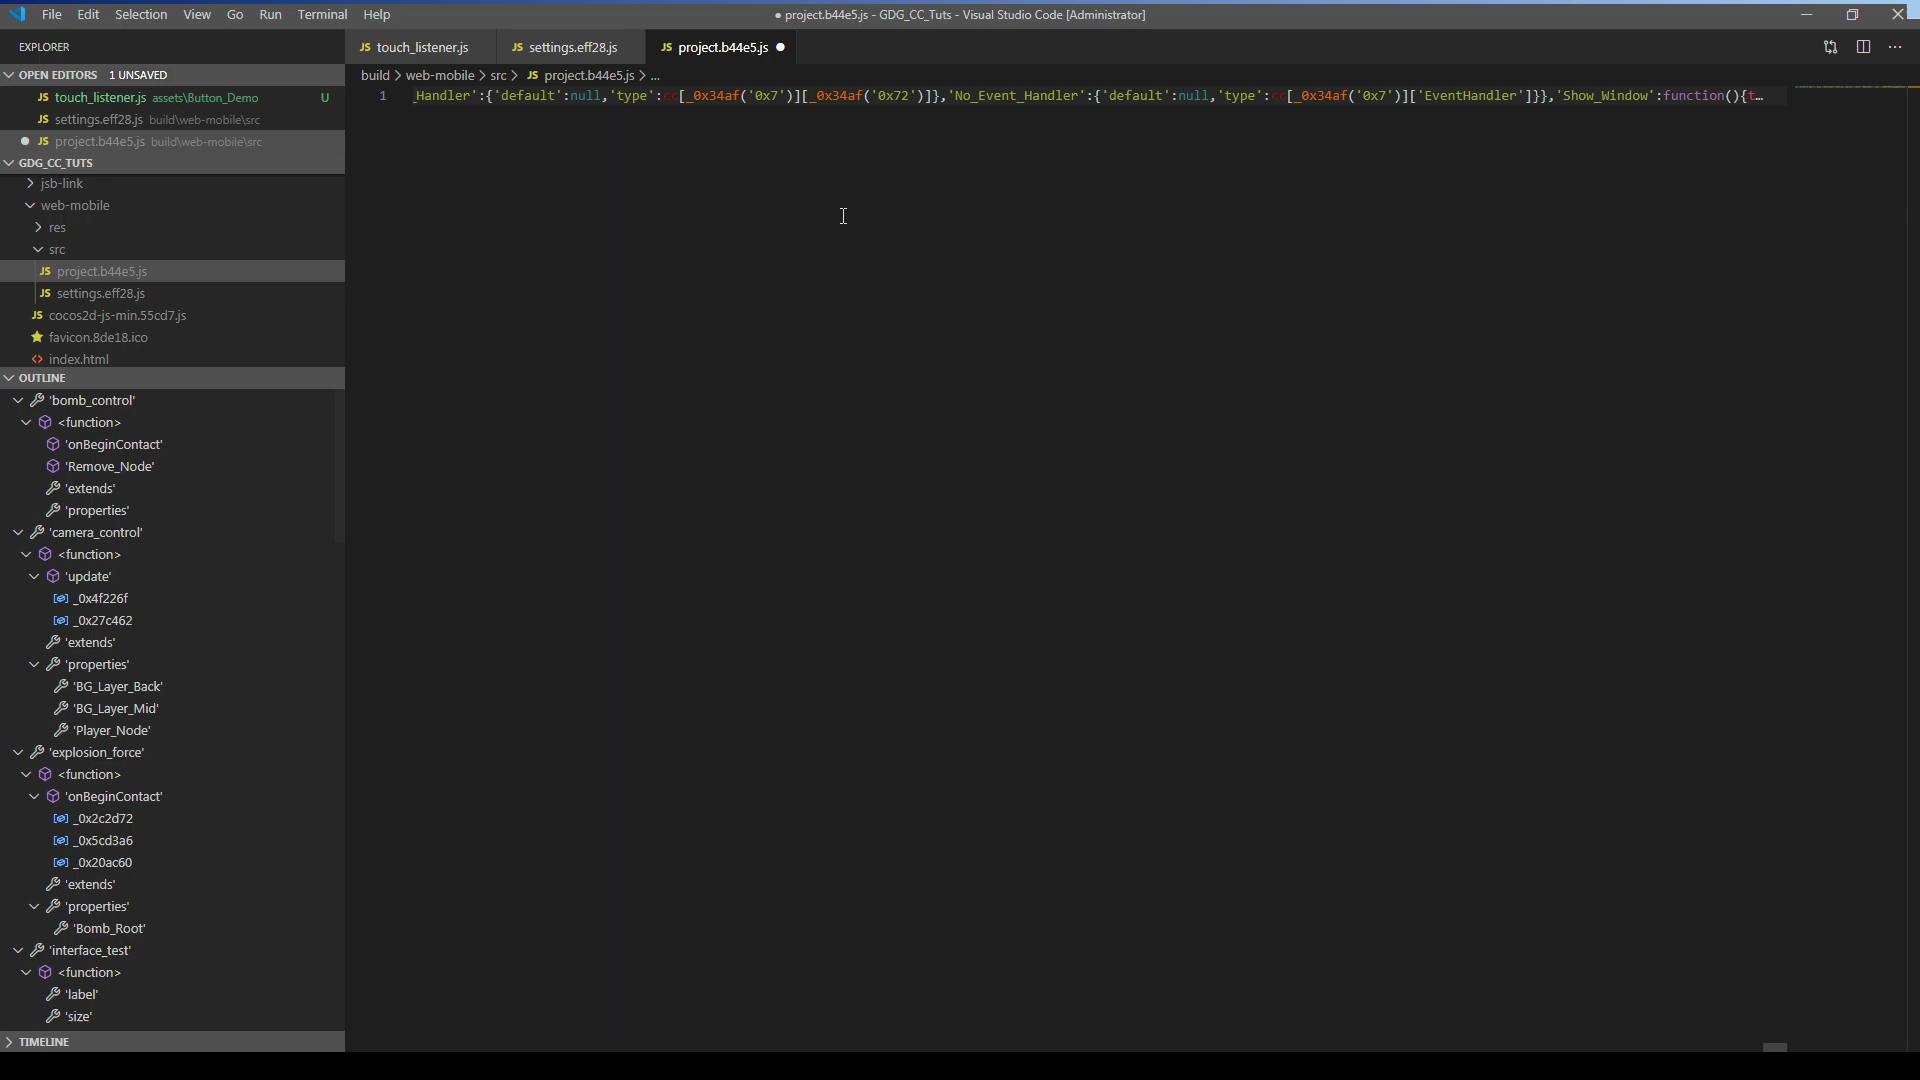 File Edit Selection View Go Run Terminal Help
● project.b44e5.js - GDG_CC_Tuts - Visual Studio Code [Administrator]
EXPLORER
JS touch_listener.js
JS settings.eff28.js
JS project.b44e5.js ●
OPEN EDITORS 1 UNSAVED
JS touch_listener.js assets\Button_Demo U
JS settings.eff28.js build\web-mobile\src
JS project.b44e5.js build\web-mobile\src
GDG_CC_TUTS
jsb-link
web-mobile
res
src
JS project.b44e5.js
JS settings.eff28.js
JS cocos2d-js-min.55cd7.js
favicon.8de18.ico
<> index.html
OUTLINE
'bomb_control'
<function>
'onBeginContact'
'Remove_Node'
'extends'
'properties'
'camera_control'
<function>
'update'
_0x4f226f
_0x27c462
'extends'
'properties'
'BG_Layer_Back'
'BG_Layer_Mid'
'Player_Node'
'explosion_force'
<function>
'onBeginContact'
_0x2c2d72
_0x5cd3a6
_0x20ac60
'extends'
'properties'
'Bomb_Root'
'interface_test'
<function>
'label'
'size'
TIMELINE
build > web-mobile > src > JS project.b44e5.js > ...
1 _Handler':{'default':null,'type':cc[_0x34af('0x7')][_0x34af('0x72')]},'No_Event_Handler':{'default':null,'type':cc[_0x34af('0x7')]['EventHandler']}},'Show_Window':function(){t…